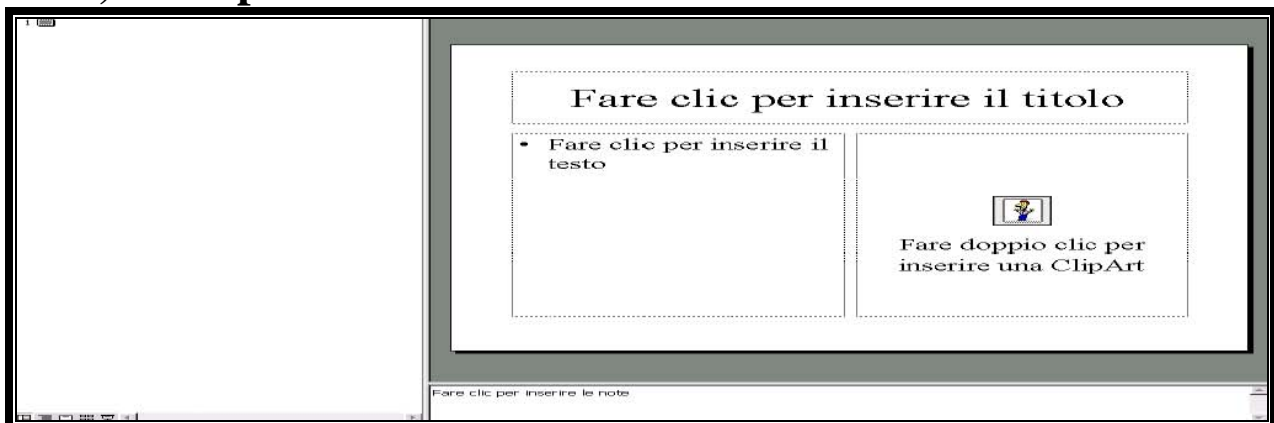 1
Fare clic per inserire il titolo
• Fare clic per inserire il
testo
Fare doppio clic per
inserire una ClipArt
Fare clic per inserire le note